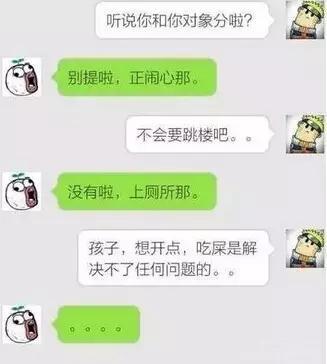 听说你和你对象分啦?
别提啦，正闹心那。
不会要跳楼吧。。
没有啦，上厕所那。
孩子，想开点，吃屎是解
决不了任何问题的。。
。。。。